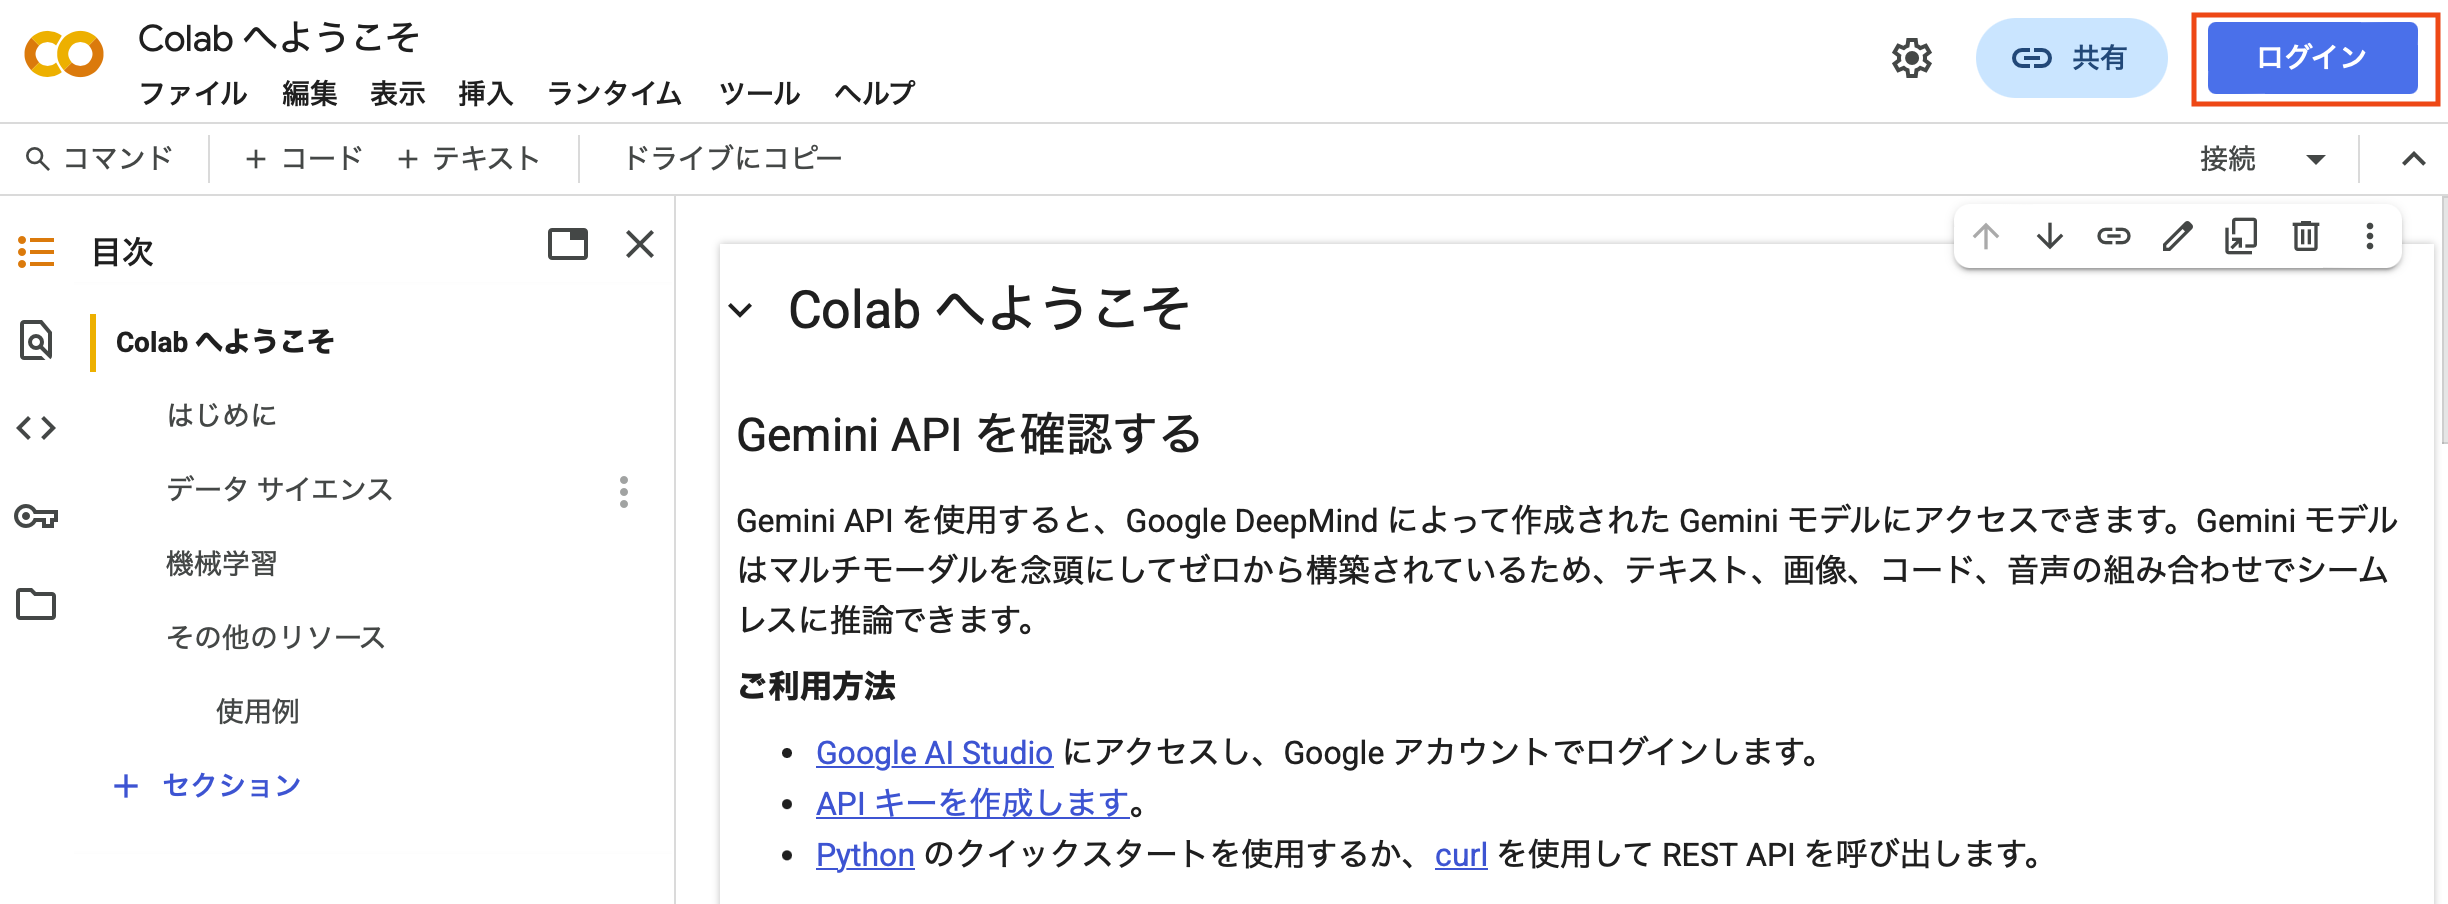 Colab へようこそ
ファイル 編集 表示 挿入 ランタイム ツール ヘルプ
共有
ログイン
コマンド + コード + テキスト ドライブにコピー
接続
目次
Colab へようこそ
はじめに
データ サイエンス
機械学習
その他のリソース
使用例
+ セクション
Colab へようこそ
Gemini API を確認する
Gemini API を使用すると、Google DeepMind によって作成された Gemini モデルにアクセスできます。Gemini モデル
はマルチモーダルを念頭にしてゼロから構築されているため、テキスト、画像、コード、音声の組み合わせでシーム
レスに推論できます。
ご利用方法
• Google AI Studio にアクセスし、Google アカウントでログインします。
• API キーを作成します。
• Python のクイックスタートを使用するか、curl を使用して REST API を呼び出します。